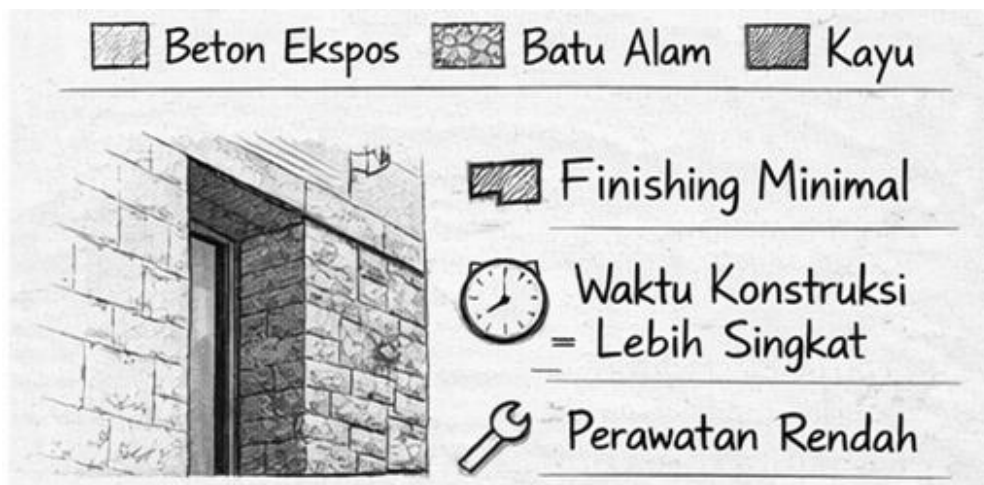 Beton Ekspos Batu Alam Kayu
Finishing Minimal
Waktu Konstruksi
= Lebih Singkat
Perawatan Rendah